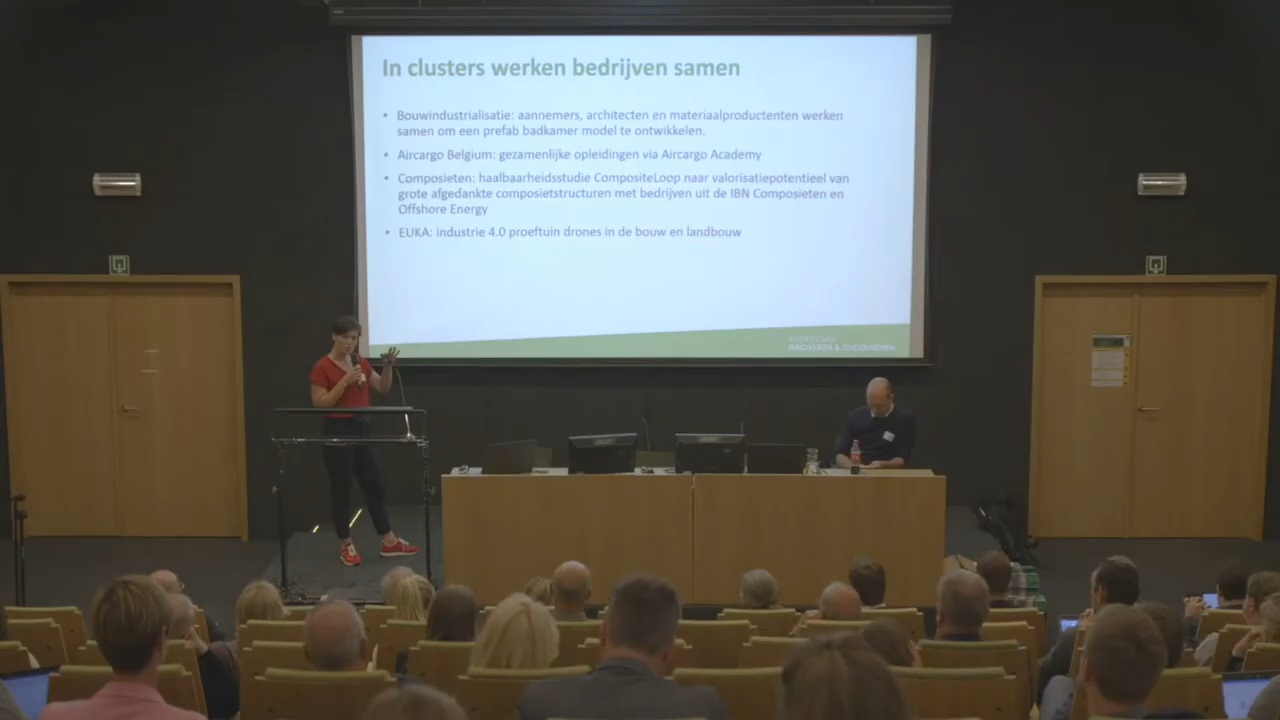 In clusters werken bedrijven samen
• Bouwindustrialisatie: aannemers, architecten en materiaalproductenten werken
samen om een prefab badkamer model te ontwikkelen.
• Aircargo Belgium: gezamenlijke opleidingen via Aircargo Academy
• Composieten: haalbaarheidsstudie CompositeLoop naar valorisatiepotentieel van
grote afgedankte composietstructuren met bedrijven uit de IBN Composieten en
Offshore Energy
• EUKA: industrie 4.0 proeftuin drones in de bouw en landbouw
AGENTSCHAP
INNOVEREN & ONDERNEMEN